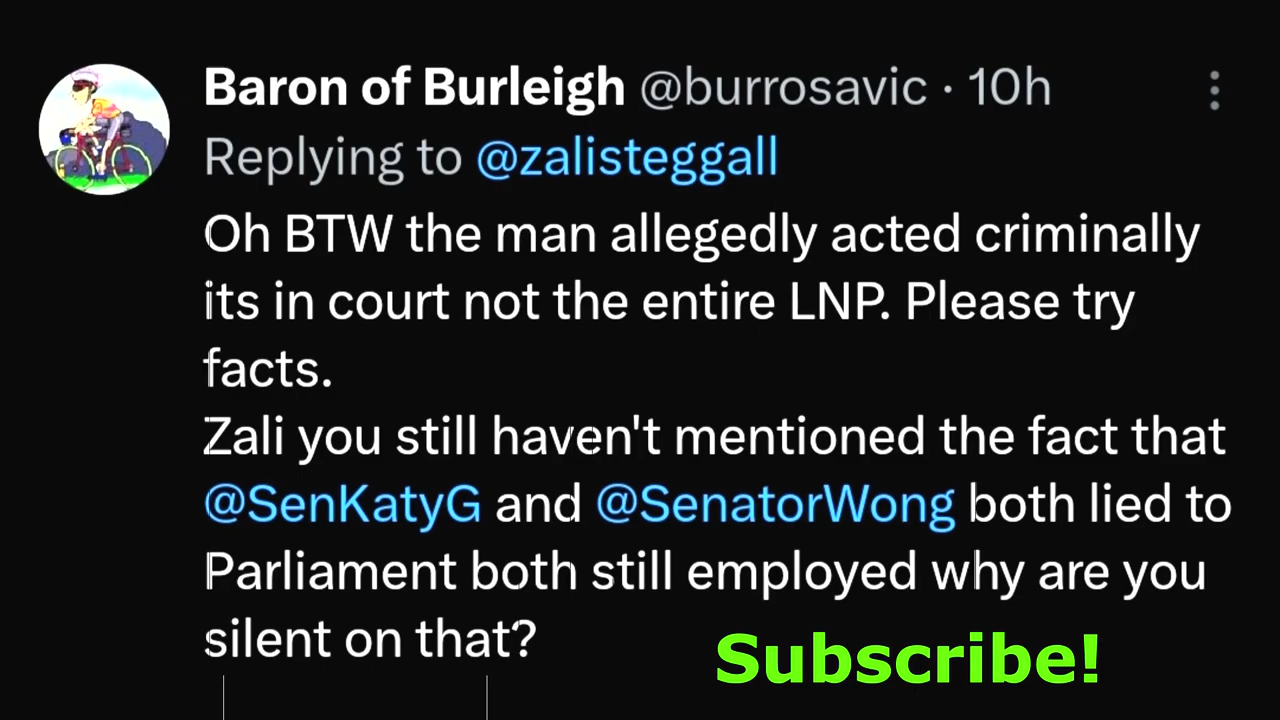 Baron of Burleigh @burrosavic · 10h
Replying to @zalisteggall
Oh BTW the man allegedly acted criminally
its in court not the entire LNP. Please try
facts.
Zali you still haven't mentioned the fact that
@SenKatyG and @SenatorWong both lied to
Parliament both still employed why are you
silent on that?
Subscribe!